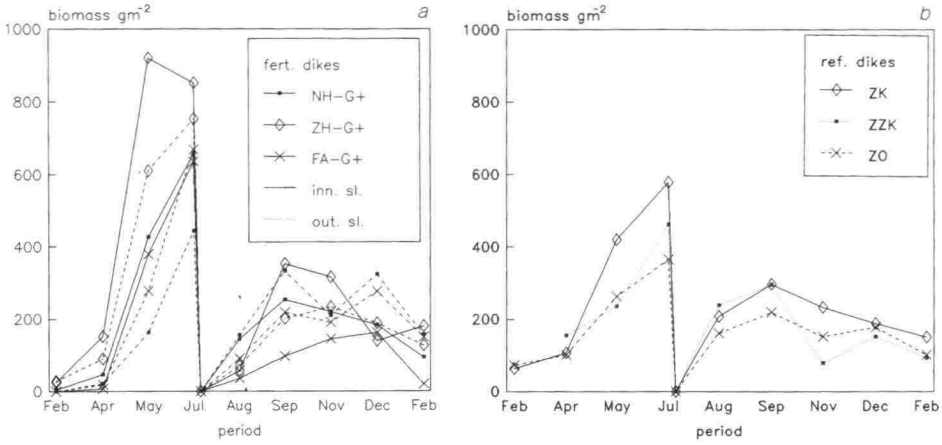 biomass gm⁻²
a
1000
800
600
400
200
0
fert. dikes
NH-G+
ZH-G+
FA-G+
inn. sl.
out. sl.
Feb Apr May Jul Aug Sep Nov Dec Feb
period
biomass gm⁻²
b
1000
800
600
400
200
0
ref. dikes
ZK
ZZK
ZO
Feb Apr May Jul Aug Sep Nov Dec Feb
period